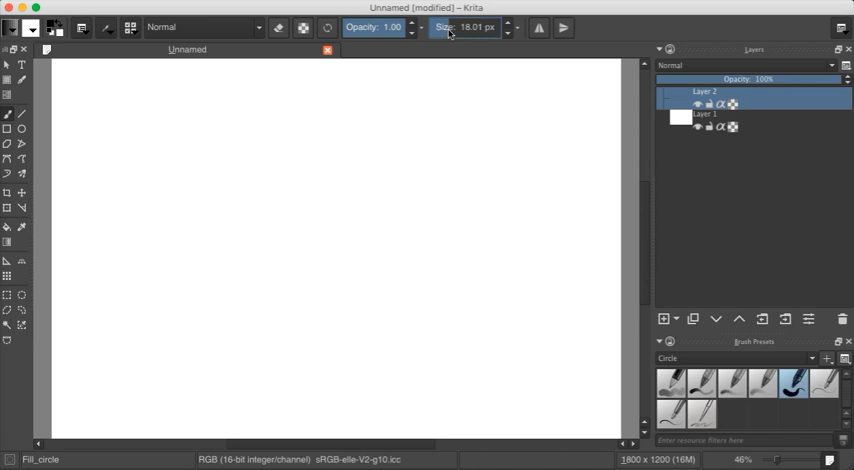 Unnamed [modified] – Krita
Normal
Opacity: 1.00
Size: 18.01 px
Unnamed
Layers
Normal
Opacity: 100%
Layer 2
Layer 1
Brush Presets
Circle
Enter resource filters here
Fill_circle
RGB (16-bit integer/channel) sRGB-elle-V2-g10.icc
1800 x 1200 (16M)
46%